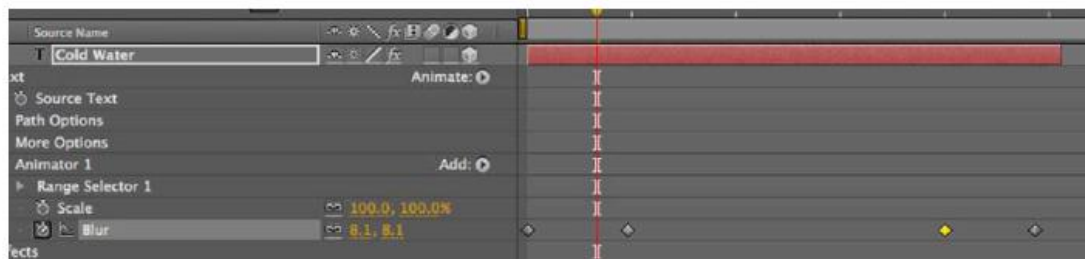 Source Name
T Cold Water
xt Animate:
Source Text
Path Options
More Options
Animator 1 Add:
Range Selector 1
Scale 100.0, 100.0%
Blur 8.1, 8.1
ects